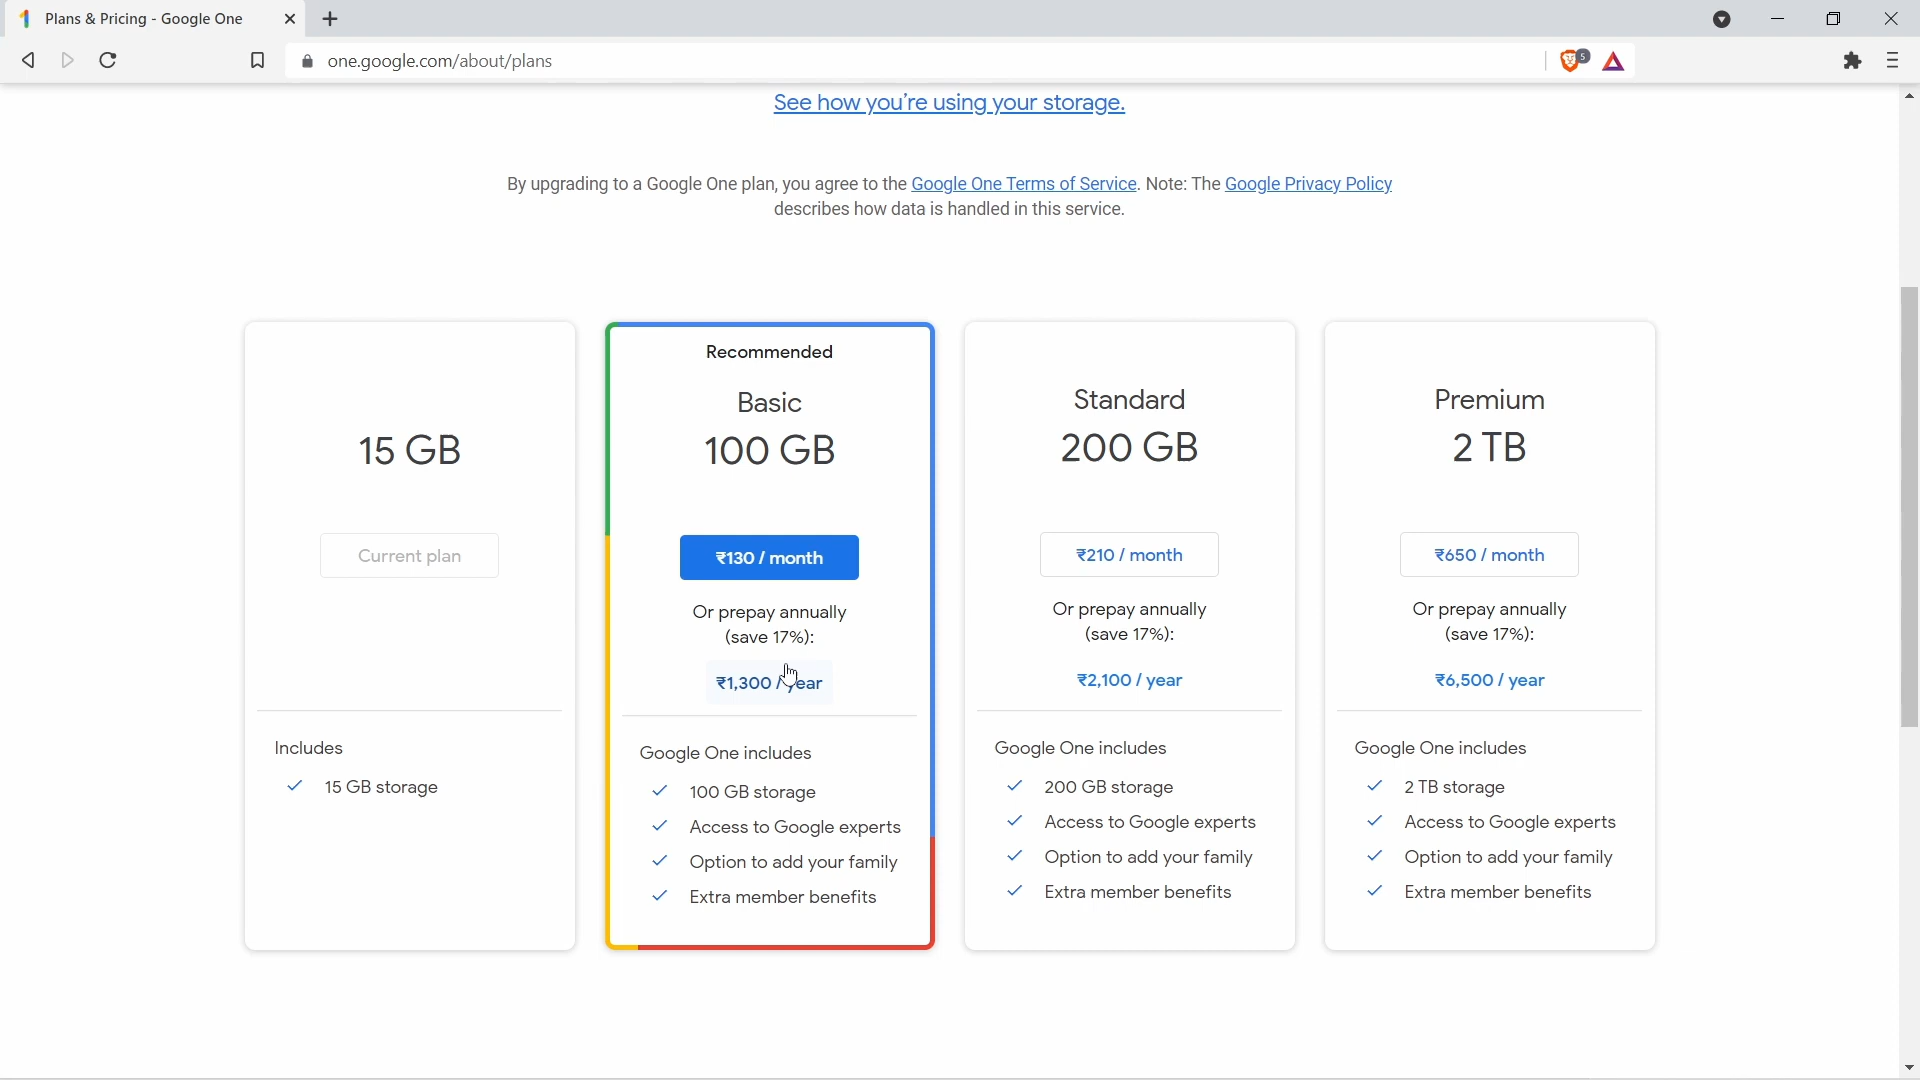 Plans & Pricing - Google One
one.google.com/about/plans
5
See how you're using your storage.
By upgrading to a Google One plan, you agree to the Google One Terms of Service. Note: The Google Privacy Policy
describes how data is handled in this service.
15 GB
Current plan
Includes
15 GB storage
Recommended
Basic
100 GB
₹130 / month
Or prepay annually
(save 17%):
₹1,300 / year
Google One includes
100 GB storage
Access to Google experts
Option to add your family
Extra member benefits
Standard
200 GB
₹210 / month
Or prepay annually
(save 17%):
₹2,100 / year
Google One includes
200 GB storage
Access to Google experts
Option to add your family
Extra member benefits
Premium
2 TB
₹650 / month
Or prepay annually
(save 17%):
₹6,500 / year
Google One includes
2 TB storage
Access to Google experts
Option to add your family
Extra member benefits